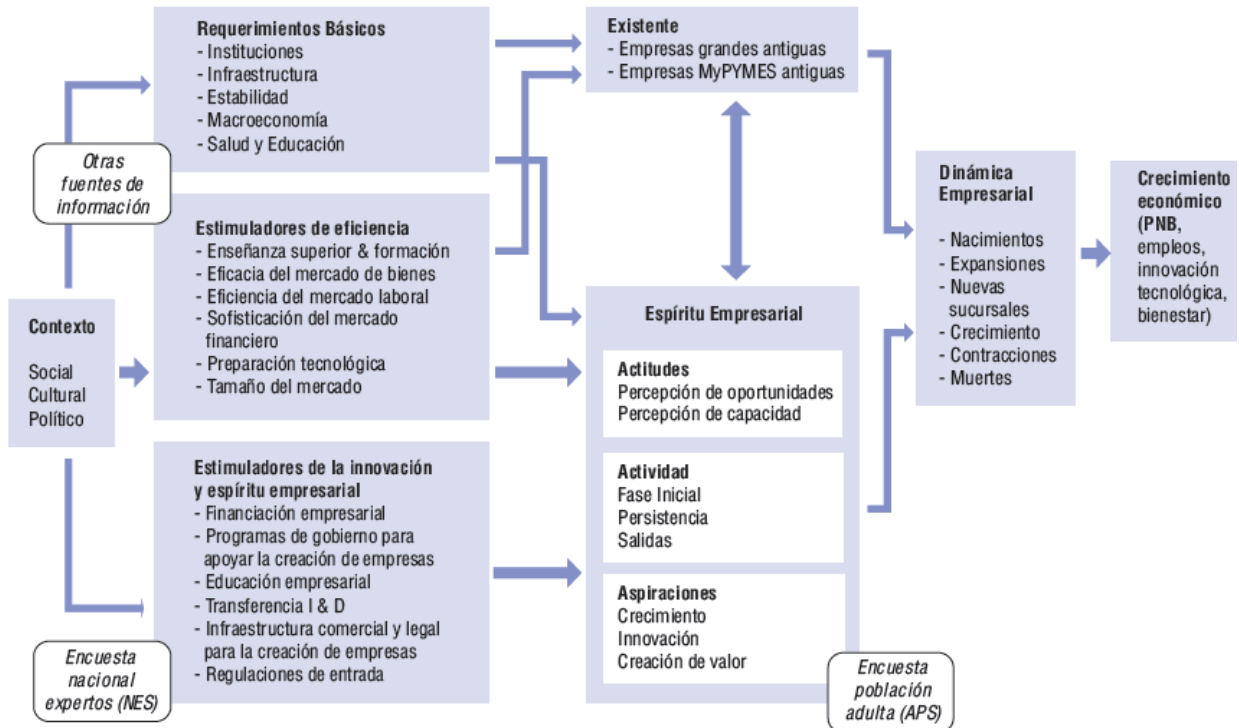 Requerimientos Básicos
- Instituciones
- Infraestructura
- Estabilidad
- Macroeconomía
- Salud y Educación
Existente
- Empresas grandes antiguas
- Empresas MyPYMES antiguas
Otras
fuentes de
información
Estimuladores de eficiencia
- Enseñanza superior & formación
- Eficacia del mercado de bienes
- Eficiencia del mercado laboral
- Sofisticación del mercado
financiero
- Preparación tecnológica
- Tamaño del mercado
Contexto
Social
Cultural
Político
Estimuladores de la innovación
y espíritu empresarial
- Financiación empresarial
- Programas de gobierno para
apoyar la creación de empresas
- Educación empresarial
- Transferencia I & D
- Infraestructura comercial y legal
para la creación de empresas
- Regulaciones de entrada
Encuesta
nacional
expertos (NES)
Espíritu Empresarial
Actitudes
Percepción de oportunidades
Percepción de capacidad
Actividad
Fase Inicial
Persistencia
Salidas
Aspiraciones
Crecimiento
Innovación
Creación de valor
Encuesta
población
adulta (APS)
Dinámica
Empresarial
- Nacimientos
- Expansiones
- Nuevas
sucursales
- Crecimiento
- Contracciones
- Muertes
Crecimiento
económico
(PNB,
empleos,
innovación
tecnológica,
bienestar)